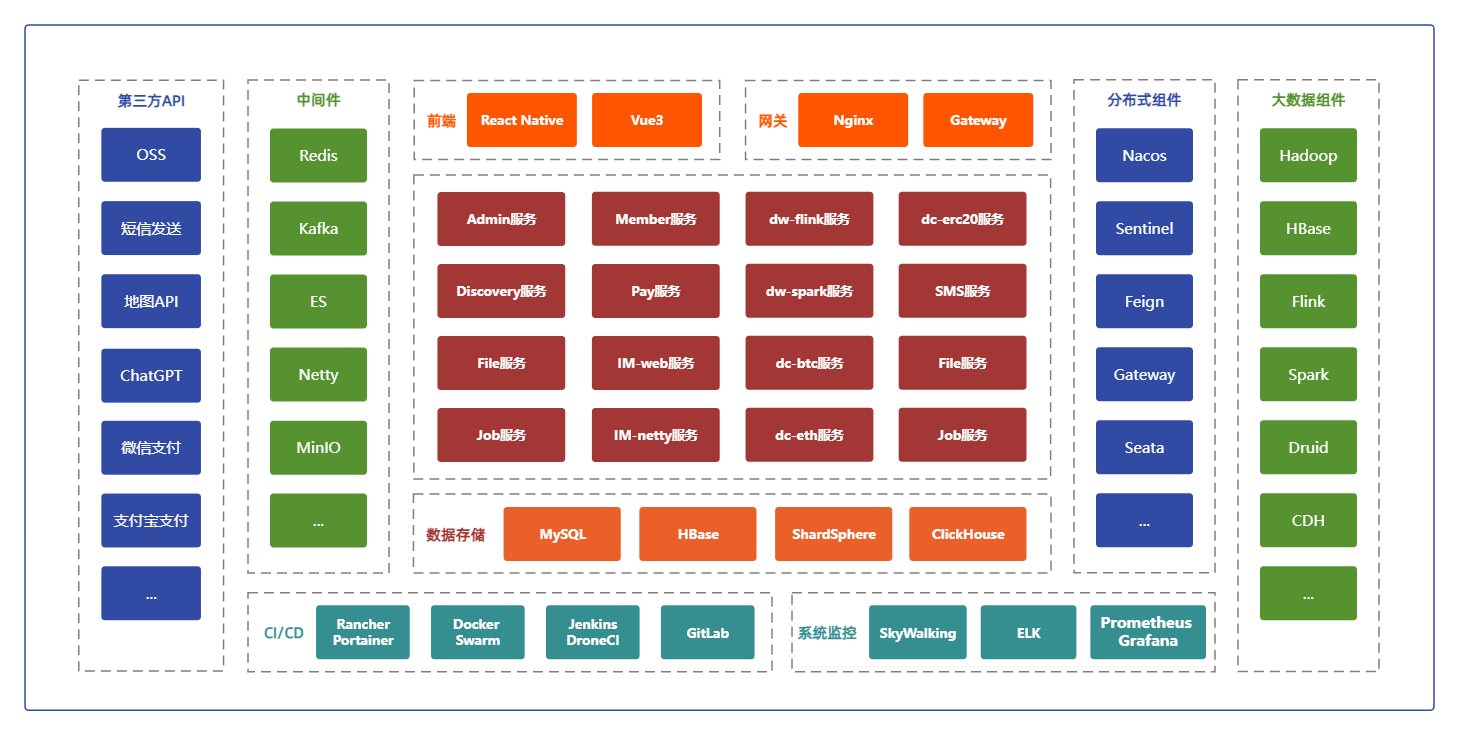 第三方API
OSS
短信发送
地图API
ChatGPT
微信支付
支付宝支付
...
中间件
Redis
Kafka
ES
Netty
MinIO
...
前端
React Native
Vue3
网关
Nginx
Gateway
Admin服务
Member服务
dw-flink服务
dc-erc20服务
Discovery服务
Pay服务
dw-spark服务
SMS服务
File服务
IM-web服务
dc-btc服务
File服务
Job服务
IM-netty服务
dc-eth服务
Job服务
数据存储
MySQL
HBase
ShardSphere
ClickHouse
分布式组件
Nacos
Sentinel
Feign
Gateway
Seata
...
大数据组件
Hadoop
HBase
Flink
Spark
Druid
CDH
...
CI/CD
Rancher
Portainer
Docker
Swarm
Jenkins
DroneCI
GitLab
系统监控
SkyWalking
ELK
Prometheus
Grafana